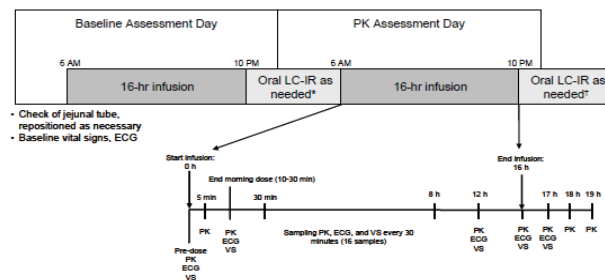 Baseline Assessment Day
PK Assessment Day
6 AM
10 PM
6 AM
10 PM
16-hr infusion
Oral LC-IR as
needed*
16-hr infusion
Oral LC-IR as
needed†
• Check of jejunal tube,
repositioned as necessary
• Baseline vital signs, ECG
Start Infusion:
0 h
End Infusion:
16 h
End morning dose (10-30 min)
5 min
30 min
8 h
12 h
17 h
18 h
19 h
PK
PK
ECG
VS
Sampling PK, ECG, and VS every 30
minutes (16 samples)
PK
ECG
VS
PK
ECG
VS
PK
ECG
VS
PK
PK
Pre-dose
PK
ECG
VS